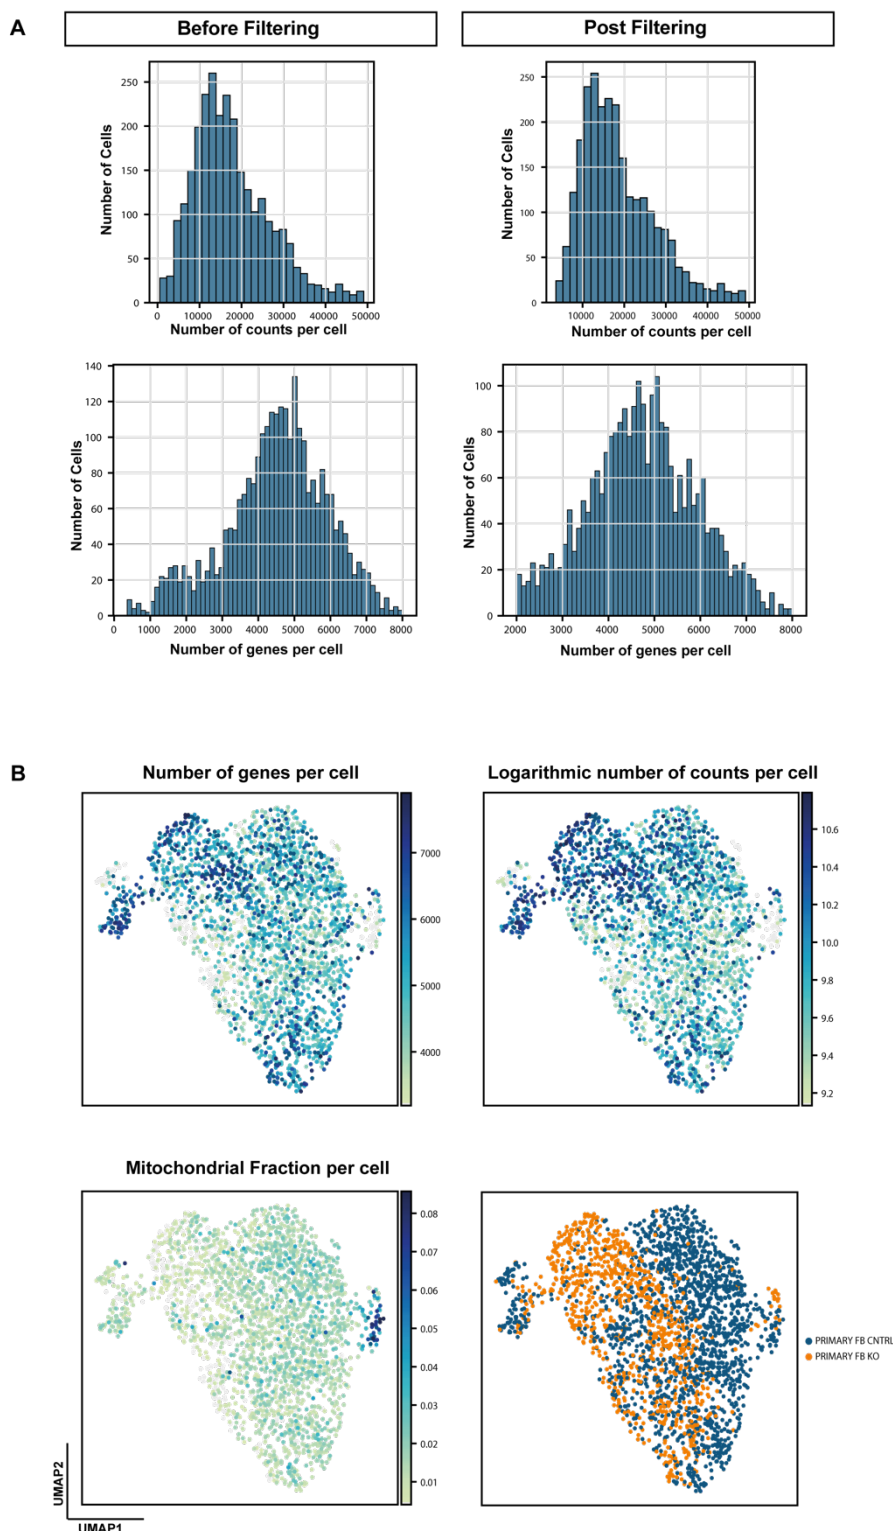 A
Before Filtering
Post Filtering
Number of Cells
250
200
150
100
50
0
0 10000 20000 30000 40000 50000
Number of counts per cell
Number of Cells
250
200
150
100
50
0
10000 20000 30000 40000 50000
Number of counts per cell
Number of Cells
140
120
100
80
60
40
20
0
0 1000 2000 3000 4000 5000 6000 7000 8000
Number of genes per cell
Number of Cells
100
80
60
40
20
0
2000 3000 4000 5000 6000 7000 8000
Number of genes per cell
B
Number of genes per cell
7000
6000
5000
4000
Logarithmic number of counts per cell
10.6
10.4
10.2
10.0
9.8
9.6
9.4
9.2
Mitochondrial Fraction per cell
0.08
0.07
0.06
0.05
0.04
0.03
0.02
0.01
UMAP2
UMAP1
PRIMARY FB CNTRL
PRIMARY FB KO